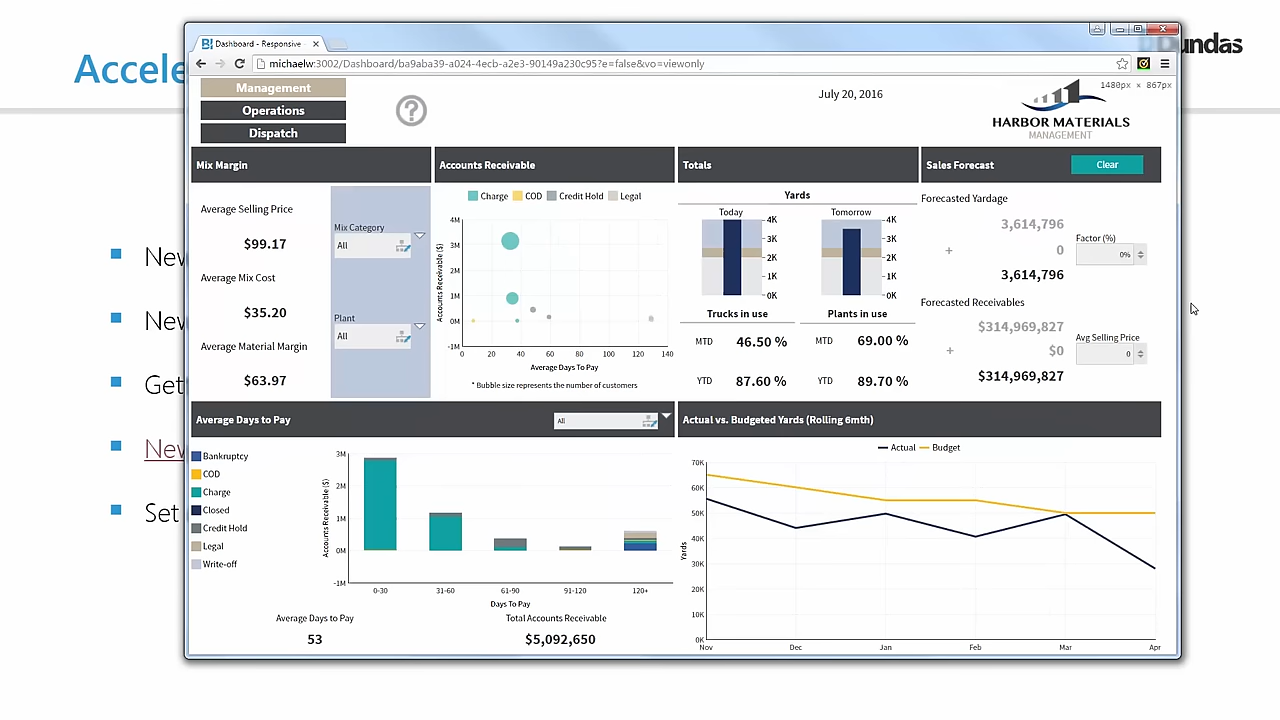 Accele
undas
Dashboard - Responsive
michaelw:3002/Dashboard/ba9aba39-a024-4ecb-a2e3-90149a230c95?e=false&vo=viewonly
1480px x 867px
Management
Operations
Dispatch
July 20, 2016
HARBOR MATERIALS
MANAGEMENT
Mix Margin
Average Selling Price
$99.17
Average Mix Cost
$35.20
Average Material Margin
$63.97
Mix Category
All
Plant
All
Accounts Receivable
Charge COD Credit Hold Legal
Accounts Receivable ($)
4M
3M
2M
1M
0M
-1M
0 20 40 60 80 100 120 140
Average Days To Pay
* Bubble size represents the number of customers
Totals
Yards
Today Tomorrow
4K 4K
3K 3K
2K 2K
1K 1K
0K 0K
Trucks in use Plants in use
MTD 46.50 % MTD 69.00 %
YTD 87.60 % YTD 89.70 %
Sales Forecast
Clear
Forecasted Yardage
3,614,796
+ 0
3,614,796
Factor (%)
0%
Forecasted Receivables
$314,969,827
+ $0
$314,969,827
Avg Selling Price
0
Average Days to Pay
All
Bankruptcy
COD
Charge
Closed
Credit Hold
Legal
Write-off
Accounts Receivable ($)
3M
2M
1M
0M
-1M
0-30 31-60 61-90 91-120 120+
Days To Pay
Average Days to Pay
53
Total Accounts Receivable
$5,092,650
Actual vs. Budgeted Yards (Rolling 6mth)
Actual Budget
Yards
70K
60K
50K
40K
30K
20K
10K
0K
Nov Dec Jan Feb Mar Apr
New
New
Get
New
Set